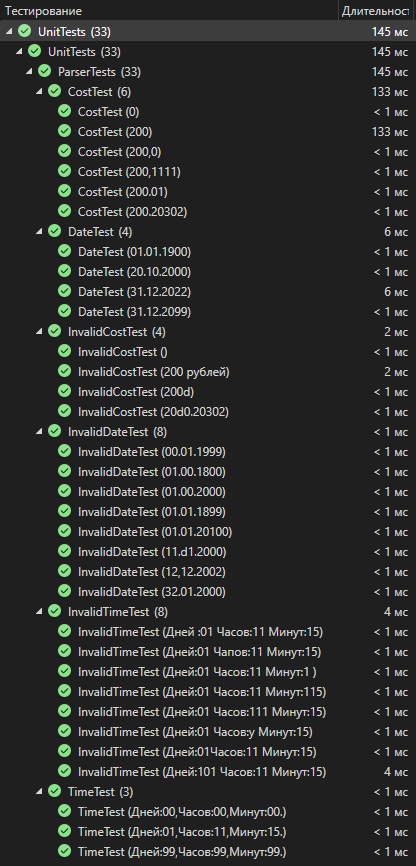 Тестирование Длительност
UnitTests (33) 145 мс
UnitTests (33) 145 мс
ParserTests (33) 145 мс
CostTest (6) 133 мс
CostTest (0) < 1 мс
CostTest (200) 133 мс
CostTest (200,0) < 1 мс
CostTest (200,1111) < 1 мс
CostTest (200.01) < 1 мс
CostTest (200.20302) < 1 мс
DateTest (4) 6 мс
DateTest (01.01.1900) < 1 мс
DateTest (20.10.2000) < 1 мс
DateTest (31.12.2022) 6 мс
DateTest (31.12.2099) < 1 мс
InvalidCostTest (4) 2 мс
InvalidCostTest () < 1 мс
InvalidCostTest (200 рублей) 2 мс
InvalidCostTest (200d) < 1 мс
InvalidCostTest (20d0.20302) < 1 мс
InvalidDateTest (8) < 1 мс
InvalidDateTest (00.01.1999) < 1 мс
InvalidDateTest (01.00.1800) < 1 мс
InvalidDateTest (01.00.2000) < 1 мс
InvalidDateTest (01.01.1899) < 1 мс
InvalidDateTest (01.01.20100) < 1 мс
InvalidDateTest (11.d1.2000) < 1 мс
InvalidDateTest (12,12.2002) < 1 мс
InvalidDateTest (32.01.2000) < 1 мс
InvalidTimeTest (8) 4 мс
InvalidTimeTest (Дней :01 Часов:11 Минут:15) < 1 мс
InvalidTimeTest (Дней:01 Чапов:11 Минут:15) < 1 мс
InvalidTimeTest (Дней:01 Часов:11 Минут:1 ) < 1 мс
InvalidTimeTest (Дней:01 Часов:11 Минут:115) < 1 мс
InvalidTimeTest (Дней:01 Часов:111 Минут:15) < 1 мс
InvalidTimeTest (Дней:01 Часов:у Минут:15) < 1 мс
InvalidTimeTest (Дней:01Часов:11 Минут:15) < 1 мс
InvalidTimeTest (Дней:101 Часов:11 Минут:15) 4 мс
TimeTest (3) < 1 мс
TimeTest (Дней:00,Часов:00,Минут:00.) < 1 мс
TimeTest (Дней:01,Часов:11,Минут:15.) < 1 мс
TimeTest (Дней:99,Часов:99,Минут:99.) < 1 мс